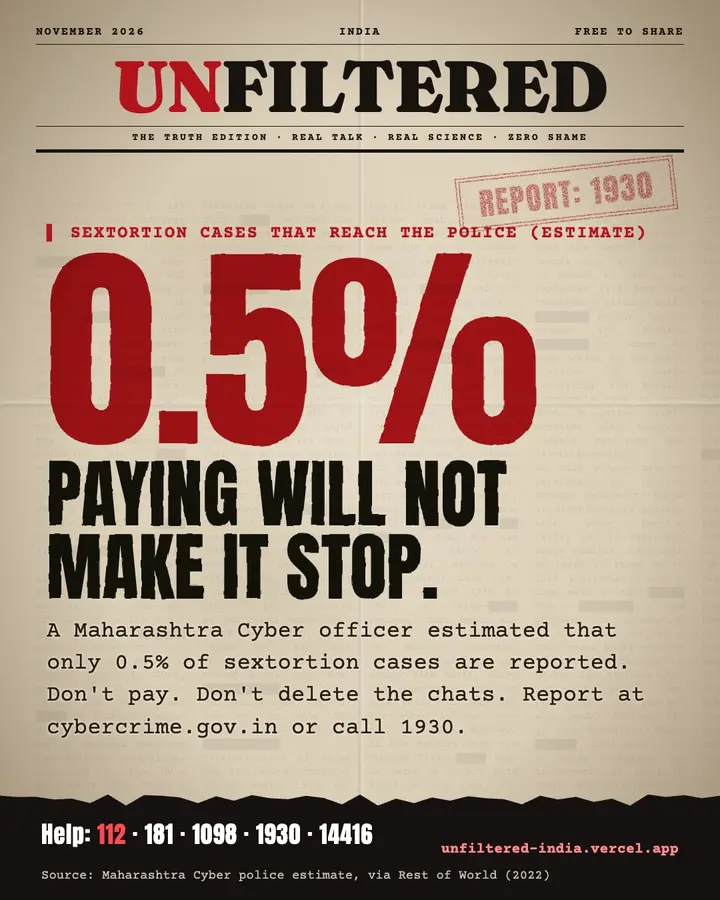 NOVEMBER 2026 INDIA FREE TO SHARE
UNFILTERED
THE TRUTH EDITION · REAL TALK · REAL SCIENCE · ZERO SHAME
REPORT: 1930
SEXTORTION CASES THAT REACH THE POLICE (ESTIMATE)
0.5%
PAYING WILL NOT
MAKE IT STOP.
A Maharashtra Cyber officer estimated that
only 0.5% of sextortion cases are reported.
Don't pay. Don't delete the chats. Report at
cybercrime.gov.in or call 1930.
Help: 112 · 181 · 1098 · 1930 · 14416
unfiltered-india.vercel.app
Source: Maharashtra Cyber police estimate, via Rest of World (2022)